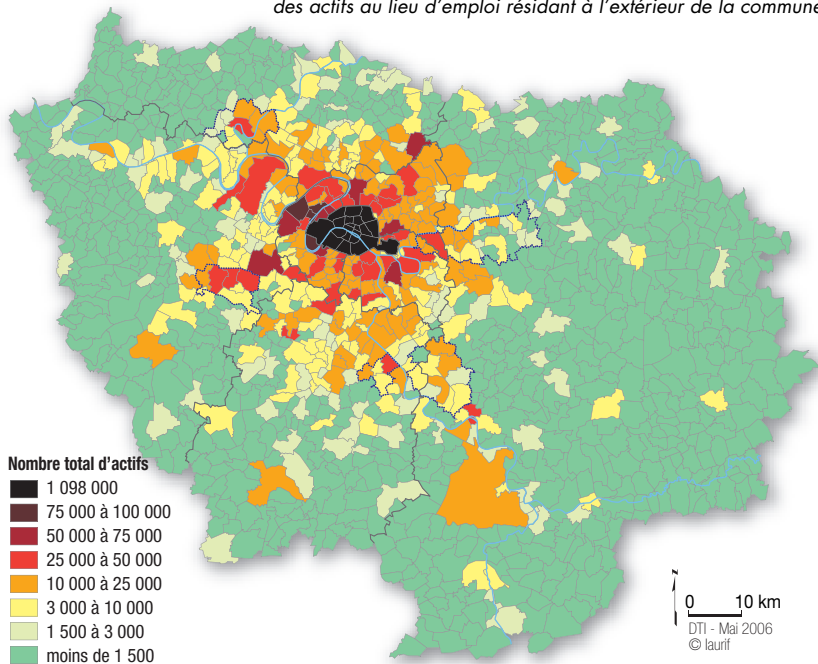 des actifs au lieu d'emploi résidant à l'extérieur de la commune
Nombre total d'actifs
1 098 000
75 000 à 100 000
50 000 à 75 000
25 000 à 50 000
10 000 à 25 000
3 000 à 10 000
1 500 à 3 000
moins de 1 500
0 10 km
DTI - Mai 2006
© Iaurif